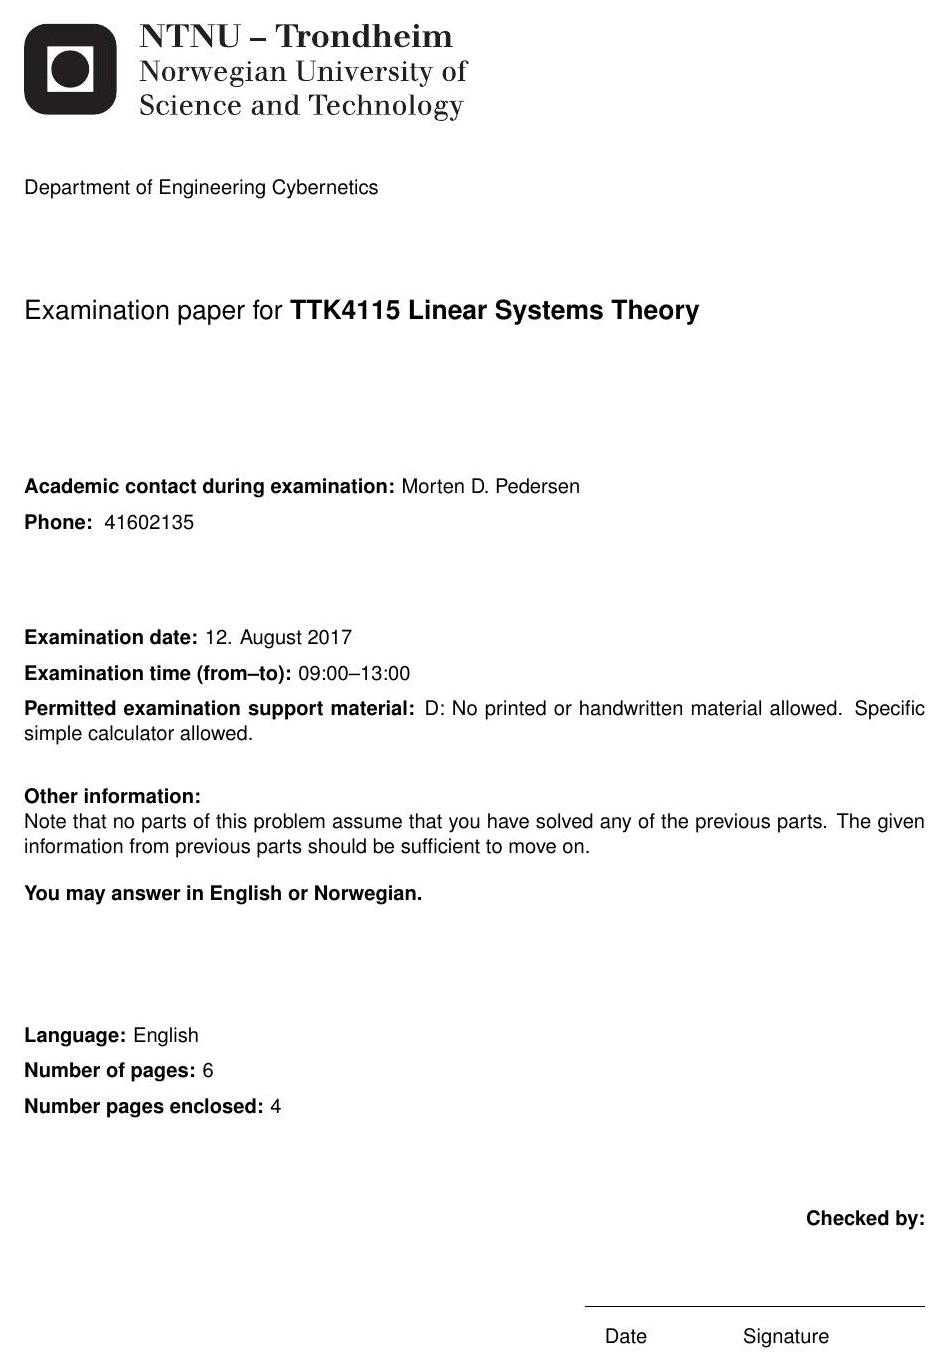 NTNU – Trondheim
Norwegian University of
Science and Technology
Department of Engineering Cybernetics
Examination paper for TTK4115 Linear Systems Theory
Academic contact during examination: Morten D. Pedersen
Phone: 41602135
Examination date: 12. August 2017
Examination time (from–to): 09:00–13:00
Permitted examination support material: D: No printed or handwritten material allowed. Specific
simple calculator allowed.
Other information:
Note that no parts of this problem assume that you have solved any of the previous parts. The given
information from previous parts should be sufficient to move on.
You may answer in English or Norwegian.
Language: English
Number of pages: 6
Number pages enclosed: 4
Checked by:
Date Signature